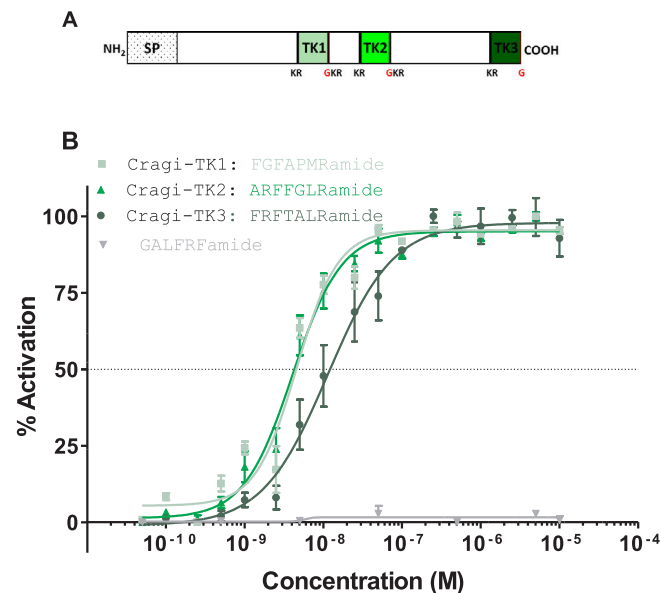 A
NH2 SP TK1 TK2 TK3 COOH
KR GKR KR GKR KR G
B
Cragi-TK1: FGFAPMRamide
Cragi-TK2: ARFFGLRamide
Cragi-TK3: FRFTALRamide
GALFRFamide
% Activation
100
75
50
25
0
10-10 10-9 10-8 10-7 10-6 10-5 10-4
Concentration (M)